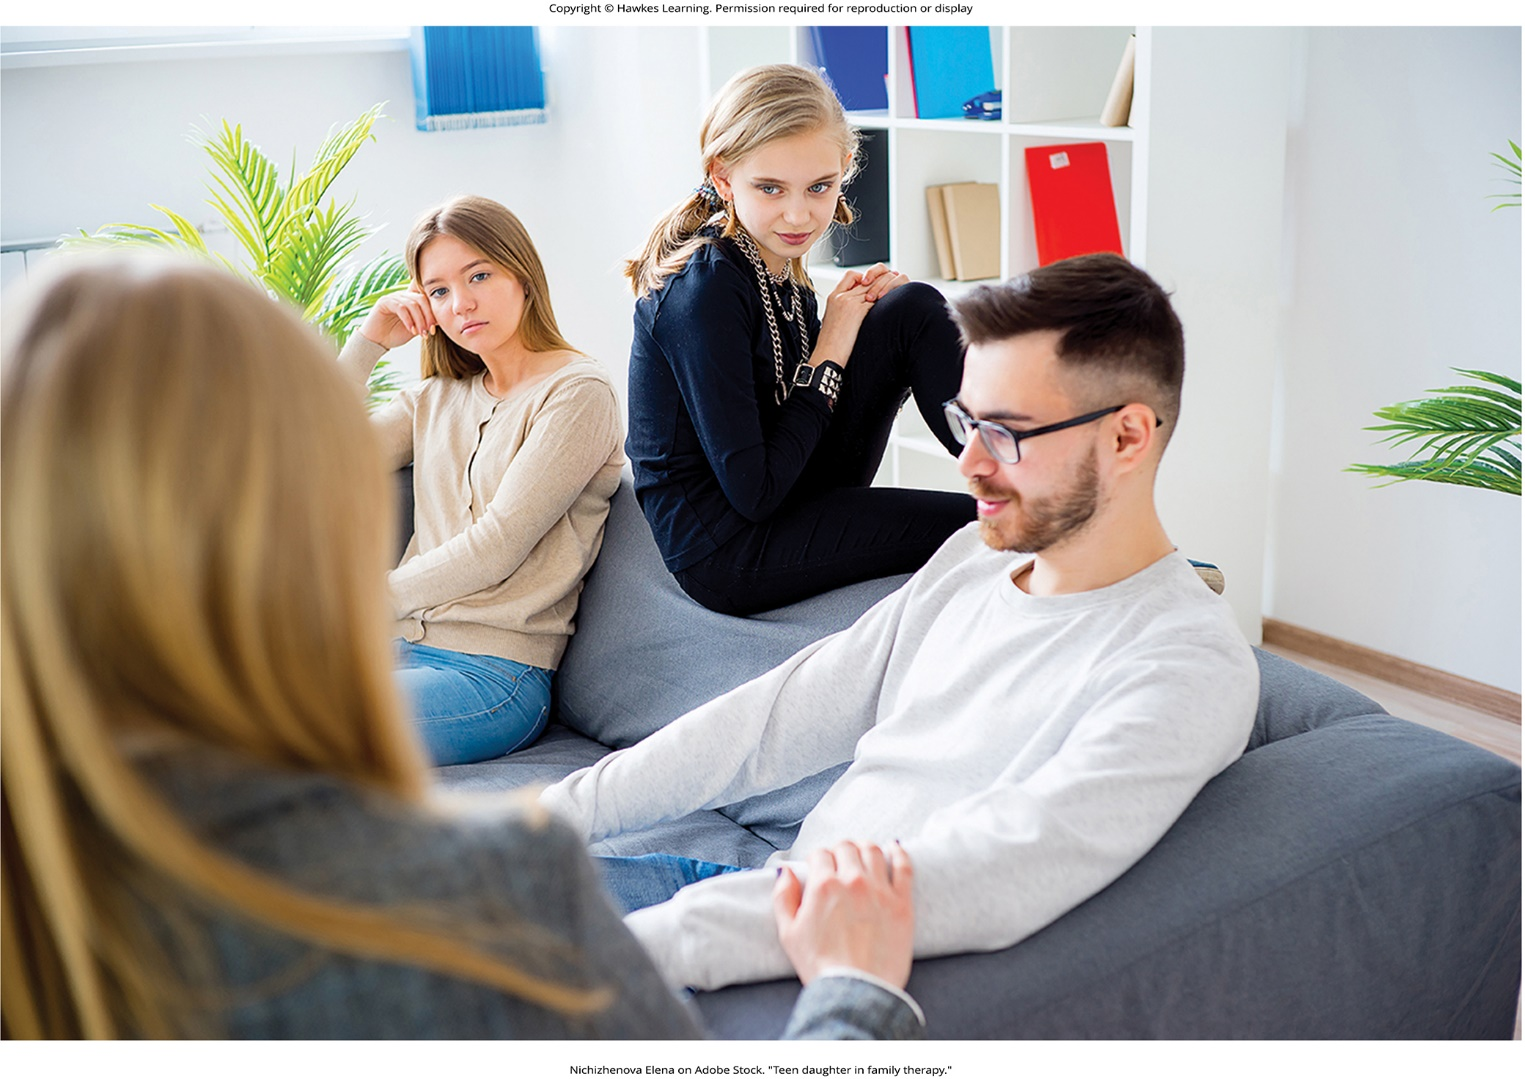 Copyright © Hawkes Learning. Permission required for reproduction or display
Nichizhenova Elena on Adobe Stock. "Teen daughter in family therapy."